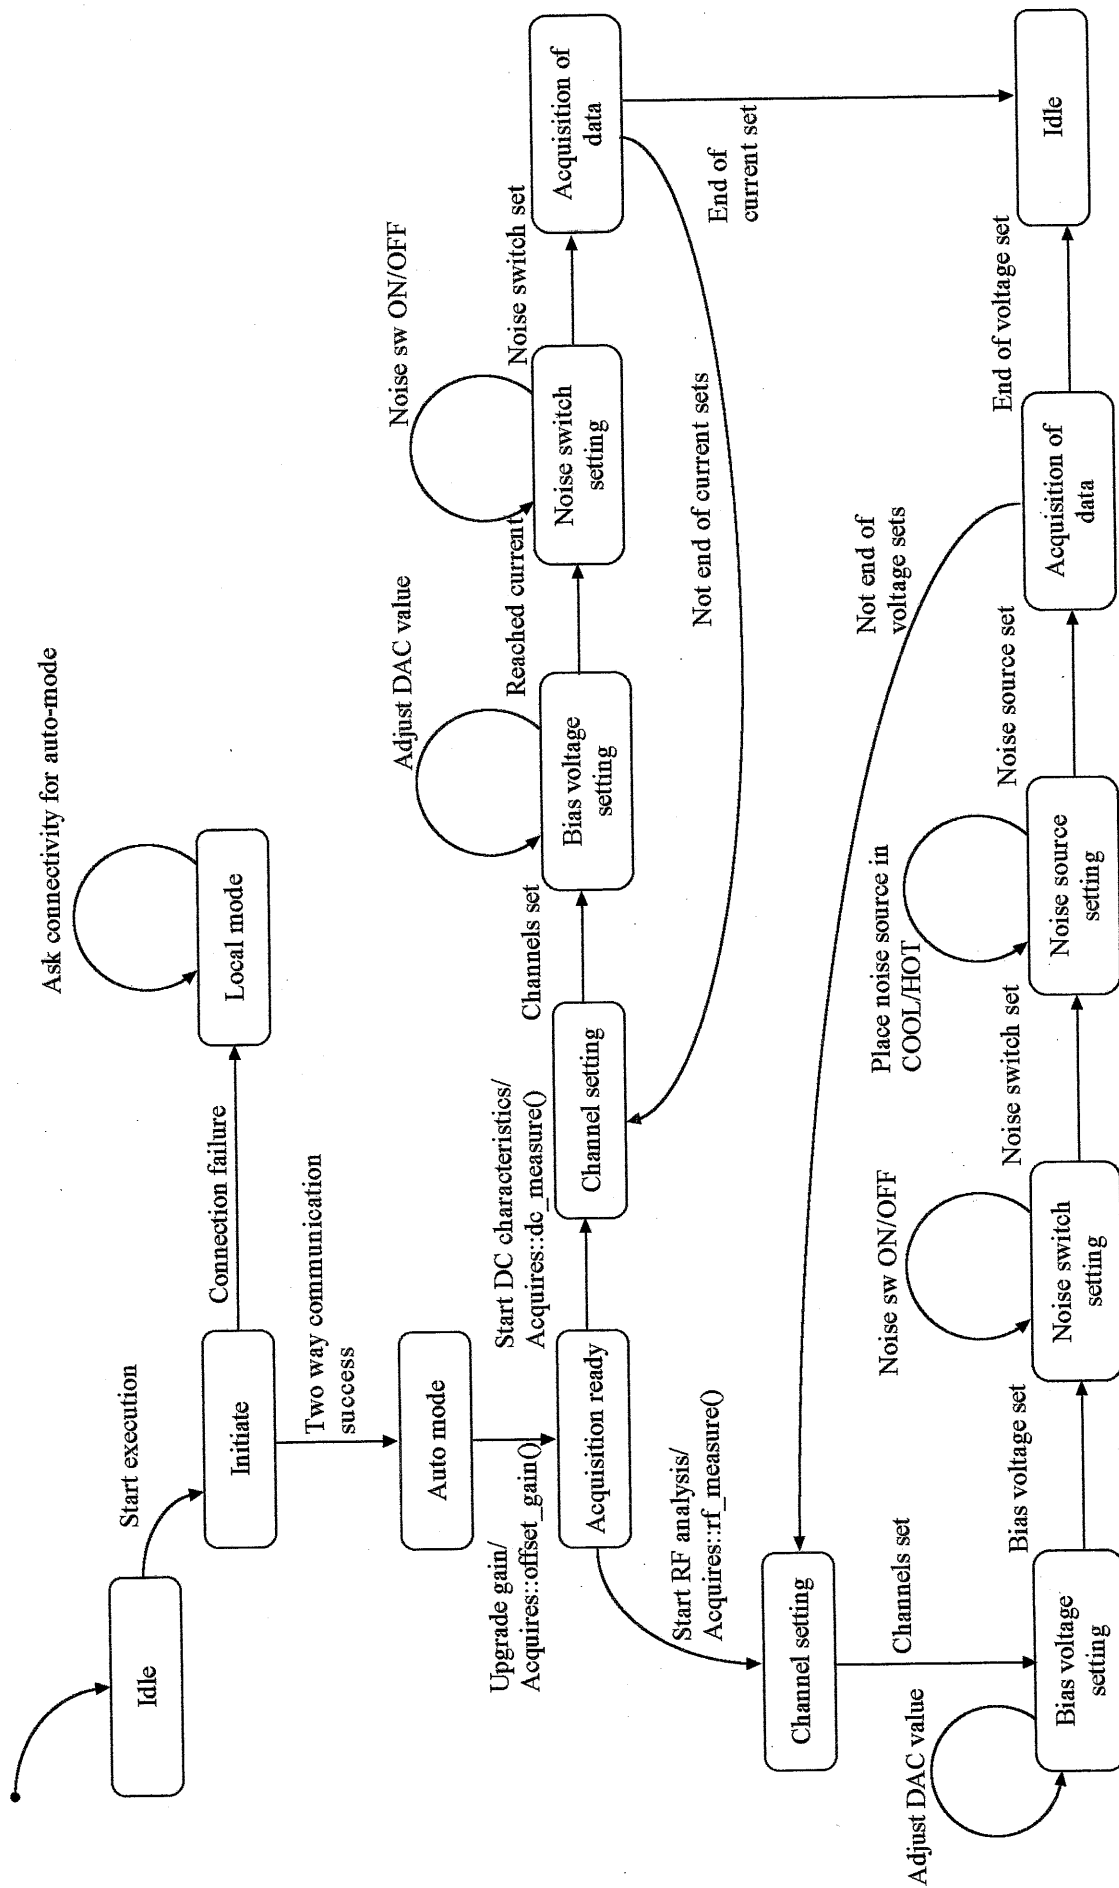 Idle
Start execution
Initiate
Connection failure
Local mode
Ask connectivity for auto-mode
Two way communication
success
Auto mode
Upgrade gain/
Acquires::offset_gain()
Acquisition ready
Start DC characteristics/
Acquires::dc_measure()
Channel setting
Channels set
Bias voltage
setting
Adjust DAC value
Reached current
Noise switch
setting
Noise sw ON/OFF
Noise switch set
Acquisition of
data
Not end of current sets
End of
current set
Idle
Start RF analysis/
Acquires::rf_measure()
Channel setting
Channels set
Bias voltage
setting
Adjust DAC value
Bias voltage set
Noise switch
setting
Noise sw ON/OFF
Noise switch set
Noise source
setting
Place noise source in
COOL/HOT
Noise source set
Acquisition of
data
Not end of
voltage sets
End of voltage set